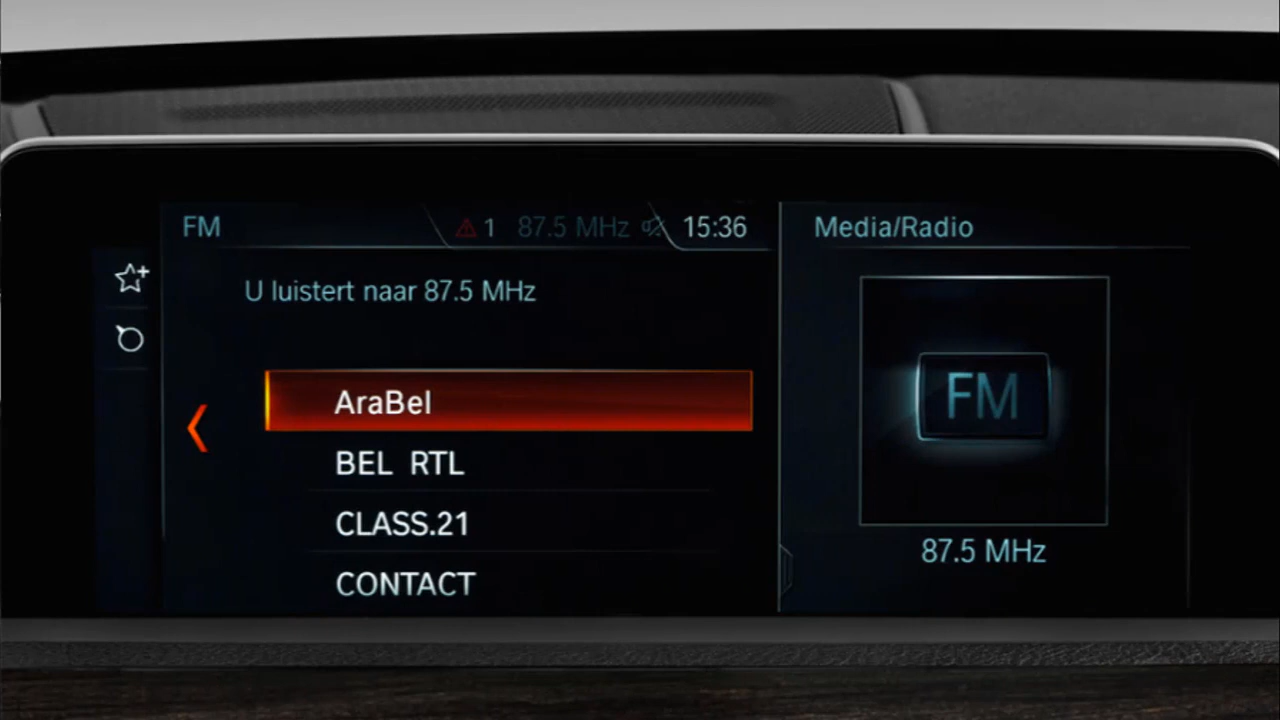 FM
1 87.5 MHz 15:36
Media/Radio
U luistert naar 87.5 MHz
AraBel
BEL RTL
CLASS.21
CONTACT
FM
87.5 MHz